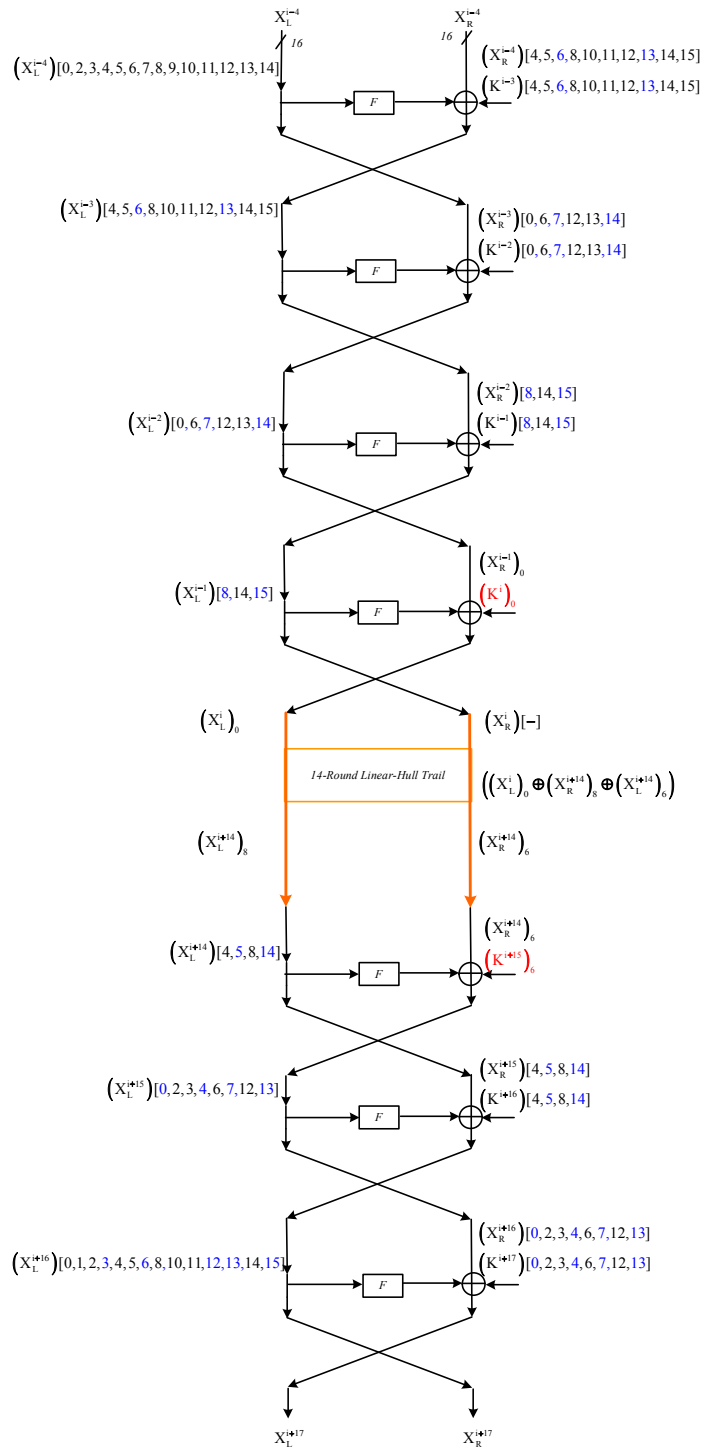 X_L^{i−4} X_R^{i−4}
16 16
(X_L^{i−4})[0,2,3,4,5,6,7,8,9,10,11,12,13,14]
(X_R^{i−4})[4,5,6,8,10,11,12,13,14,15]
(K^{i−3})[4,5,6,8,10,11,12,13,14,15]
F
(X_L^{i−3})[4,5,6,8,10,11,12,13,14,15]
(X_R^{i−3})[0,6,7,12,13,14]
(K^{i−2})[0,6,7,12,13,14]
F
(X_L^{i−2})[0,6,7,12,13,14]
(X_R^{i−2})[8,14,15]
(K^{i−1})[8,14,15]
F
(X_L^{i−1})[8,14,15]
(X_R^{i−1})_0
(K^i)_0
F
(X_L^i)_0 (X_R^i)[−]
14-Round Linear-Hull Trail
((X_L^i)_0⊕(X_R^{i+14})_8⊕(X_L^{i+14})_6)
(X_L^{i+14})_8 (X_R^{i+14})_6
(X_L^{i+14})[4,5,8,14]
(X_R^{i+14})_6
(K^{i+15})_6
F
(X_L^{i+15})[0,2,3,4,6,7,12,13]
(X_R^{i+15})[4,5,8,14]
(K^{i+16})[4,5,8,14]
F
(X_L^{i+16})[0,1,2,3,4,5,6,8,10,11,12,13,14,15]
(X_R^{i+16})[0,2,3,4,6,7,12,13]
(K^{i+17})[0,2,3,4,6,7,12,13]
F
X_L^{i+17} X_R^{i+17}